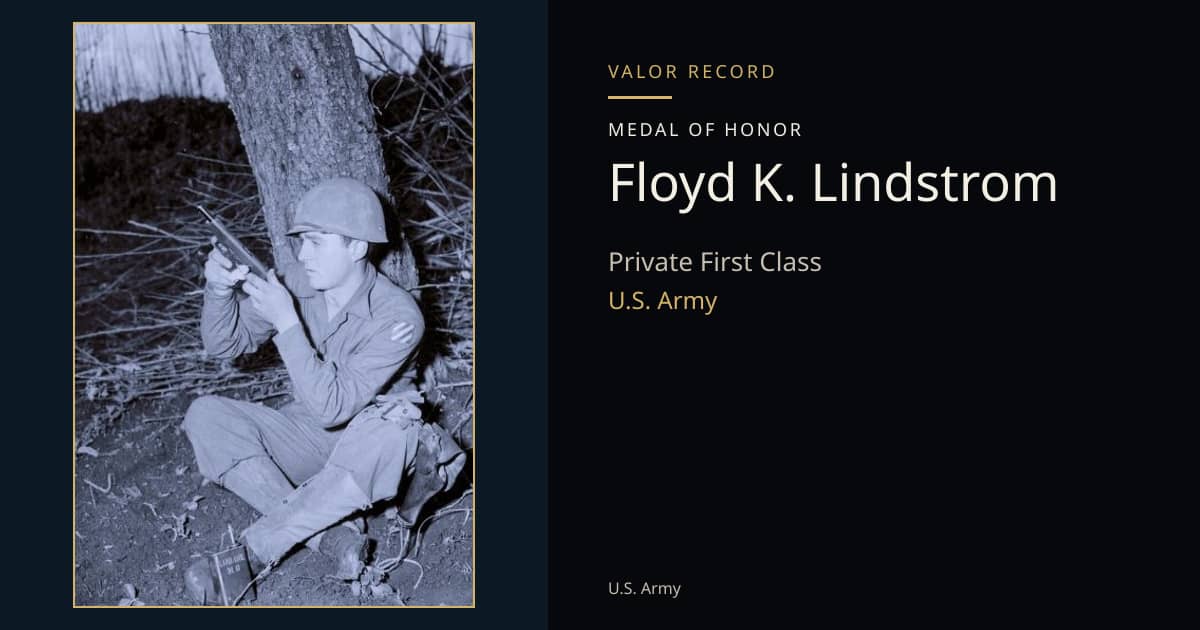 VALOR RECORD
MEDAL OF HONOR
Floyd K. Lindstrom
Private First Class
U.S. Army
U.S. Army